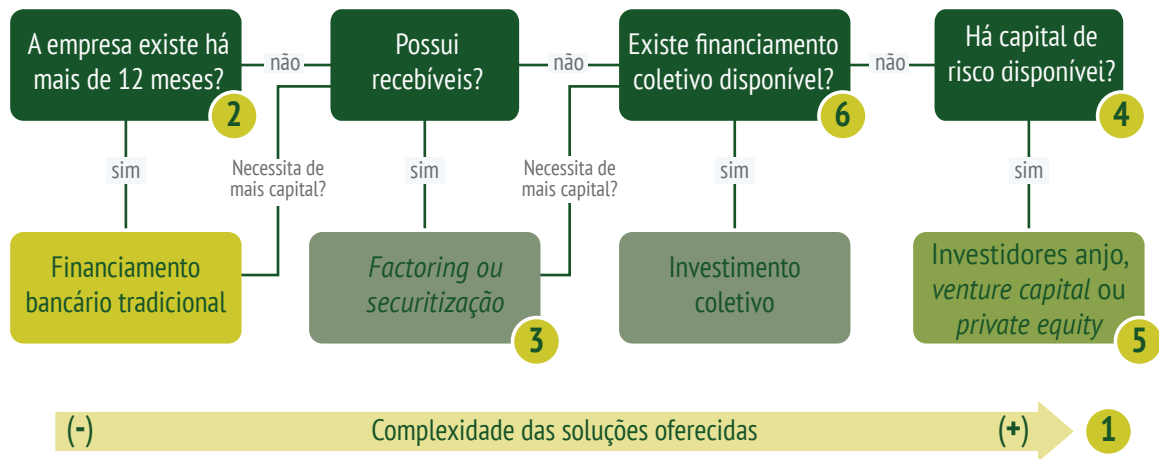 A empresa existe há
mais de 12 meses?
2
não
Possui
recebíveis?
não
Existe financiamento
coletivo disponível?
6
não
Há capital de
risco disponível?
4
sim
Necessita de
mais capital?
sim
Necessita de
mais capital?
sim
sim
Financiamento
bancário tradicional
Factoring ou
securitização
3
Investimento
coletivo
Investidores anjo,
venture capital ou
private equity
5
(-)
Complexidade das soluções oferecidas
(+)
1